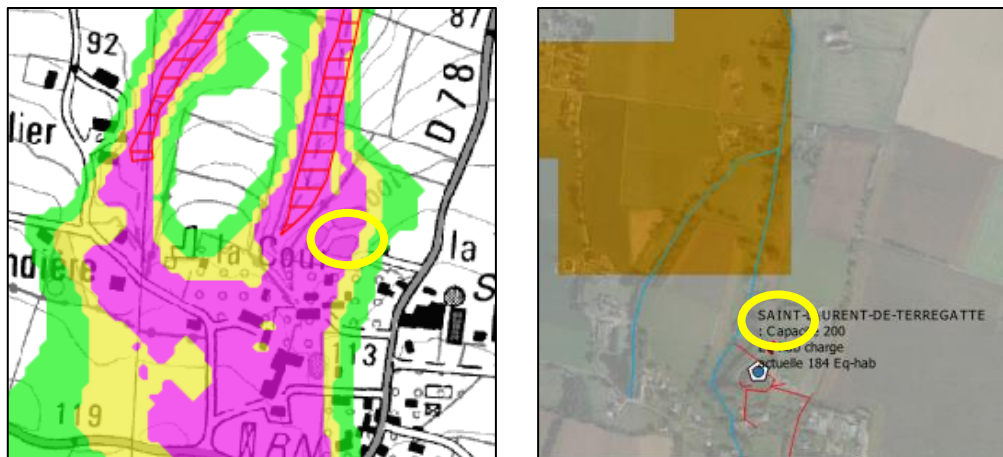 92
87
D 78
lier
la Cou
la
ndière
S
113
119
SAINT-LAURENT-DE-TERREGATTE
: Capacité 200
charge
actuelle 184 Eq-hab